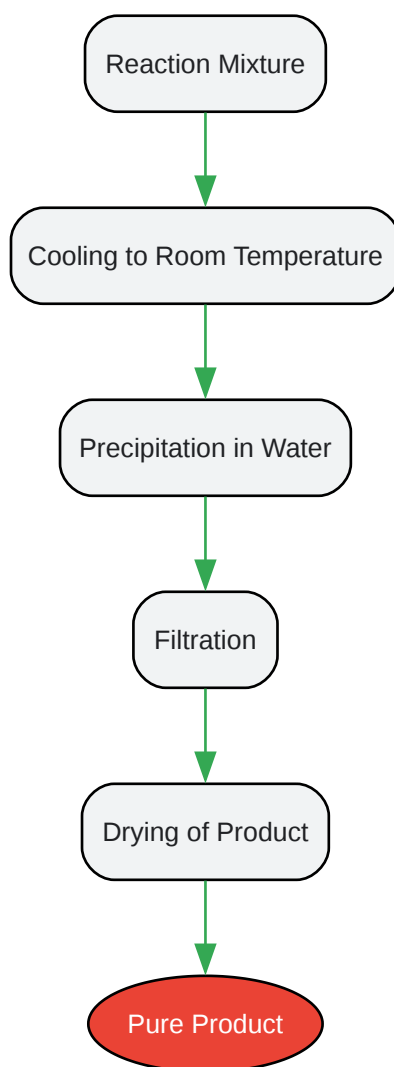 Reaction Mixture
Cooling to Room Temperature
Precipitation in Water
Filtration
Drying of Product
Pure Product